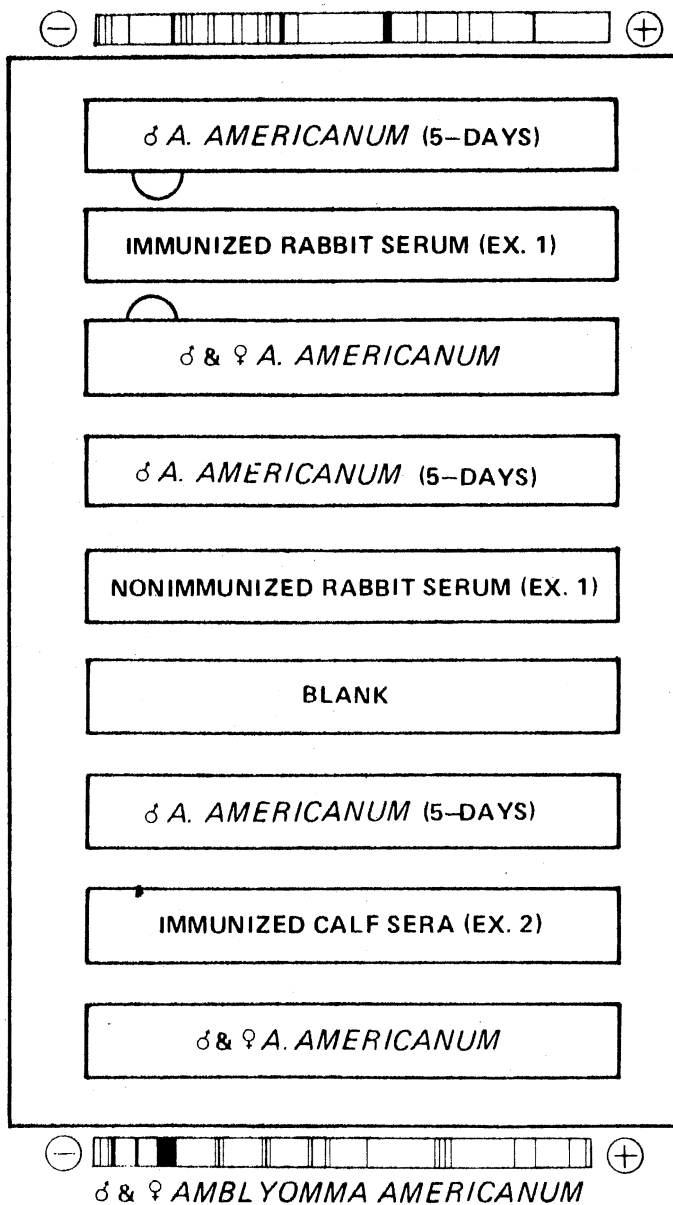 ⊖ ⊕
♂ A. AMERICANUM (5–DAYS)
IMMUNIZED RABBIT SERUM (EX. 1)
♂ & ♀ A. AMERICANUM
♂ A. AMERICANUM (5–DAYS)
NONIMMUNIZED RABBIT SERUM (EX. 1)
BLANK
♂ A. AMERICANUM (5–DAYS)
IMMUNIZED CALF SERA (EX. 2)
♂ & ♀ A. AMERICANUM
⊖ ⊕
♂ & ♀ AMBLYOMMA AMERICANUM